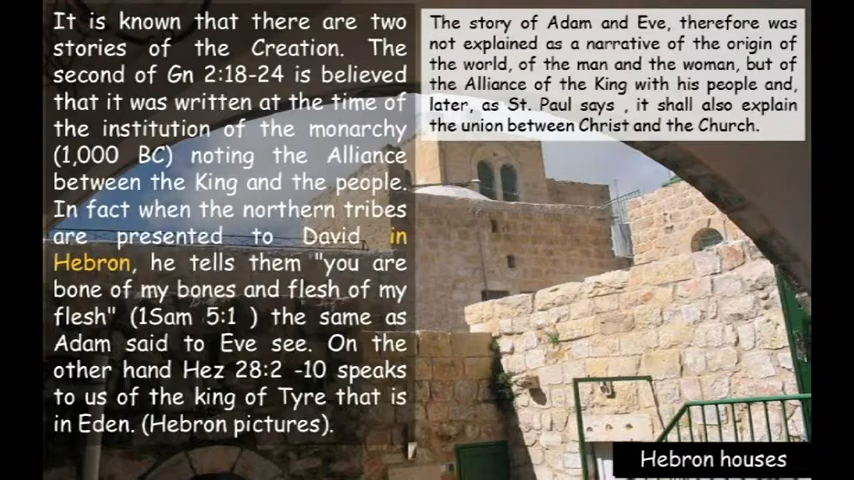 It is known that there are two
stories of the Creation. The
second of Gn 2:18-24 is believed
that it was written at the time of
the institution of the monarchy
(1,000 BC) noting the Alliance
between the King and the people.
In fact when the northern tribes
are presented to David in
Hebron, he tells them "you are
bone of my bones and flesh of my
flesh" (1Sam 5:1 ) the same as
Adam said to Eve see. On the
other hand Hez 28:2 -10 speaks
to us of the king of Tyre that is
in Eden. (Hebron pictures).
The story of Adam and Eve, therefore was
not explained as a narrative of the origin of
the world, of the man and the woman, but of
the Alliance of the King with his people and,
later, as St. Paul says , it shall also explain
the union between Christ and the Church.
Hebron houses